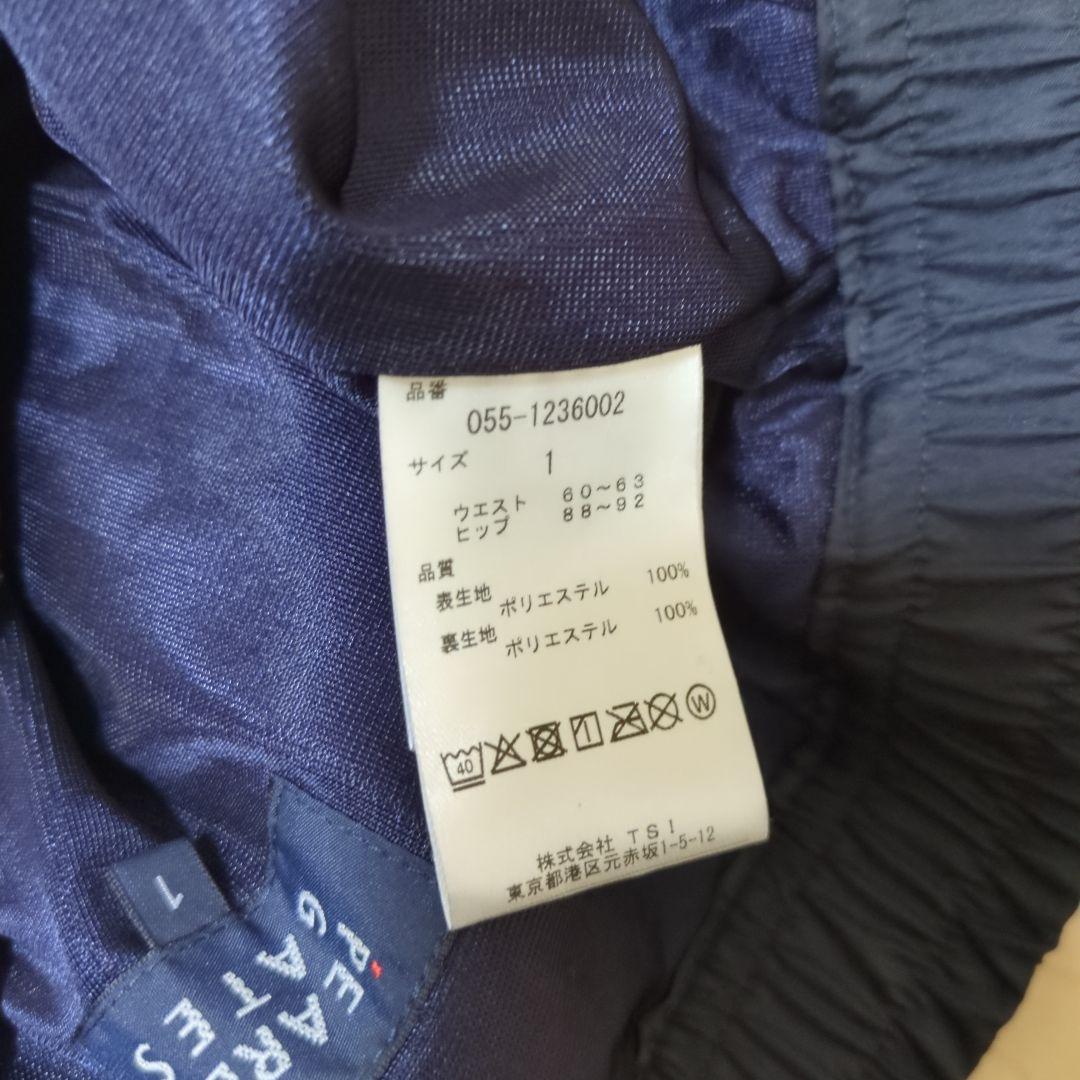 品番
055-1236002
サイズ 1
ウエスト 60～63
ヒップ 88～92
品質
表生地 ポリエステル 100%
裏生地 ポリエステル 100%
40 W
株式会社 TSI
東京都港区元赤坂1-5-12
1
PEARL
GATES